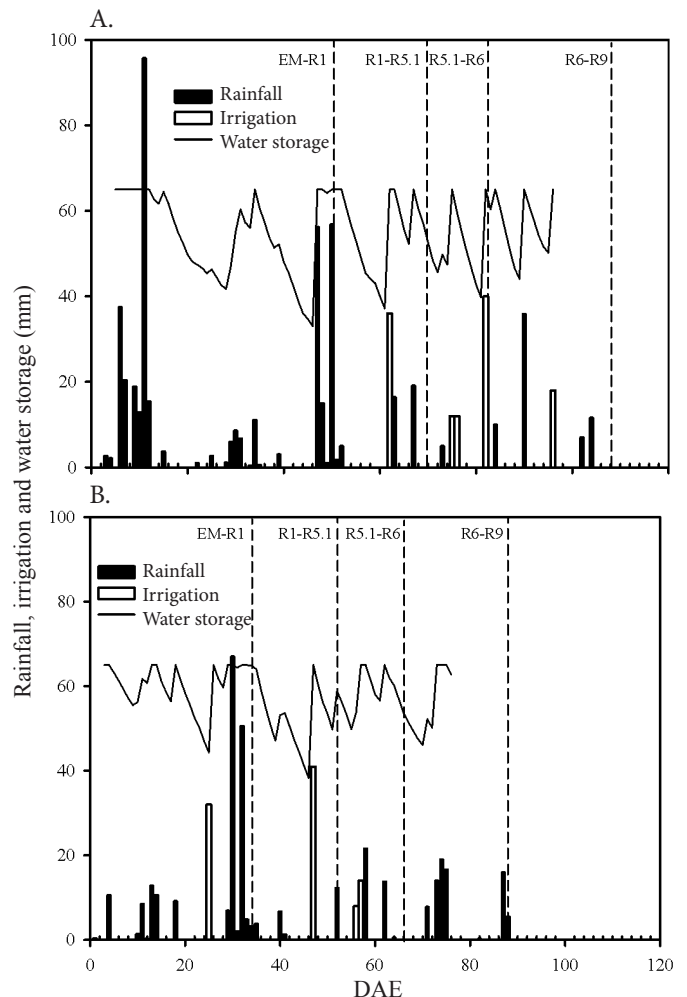 A.
100
80
60
40
20
0
EM-R1
R1-R5.1
R5.1-R6
R6-R9
Rainfall
Irrigation
Water storage
Rainfall, irrigation and water storage (mm)
B.
100
80
60
40
20
0
EM-R1
R1-R5.1
R5.1-R6
R6-R9
Rainfall
Irrigation
Water storage
0 20 40 60 80 100 120
DAE